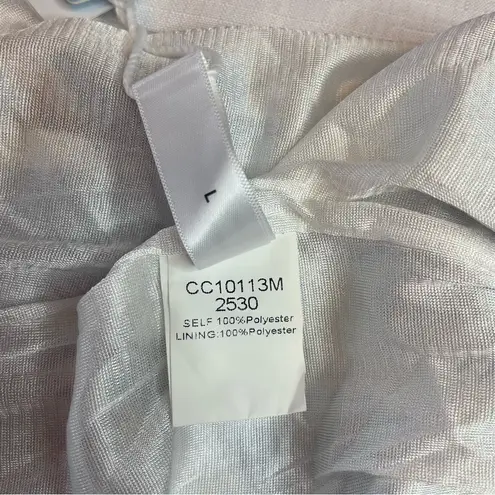 L
CC10113M
2530
SELF 100%Polyester
LINING:100%Polyester